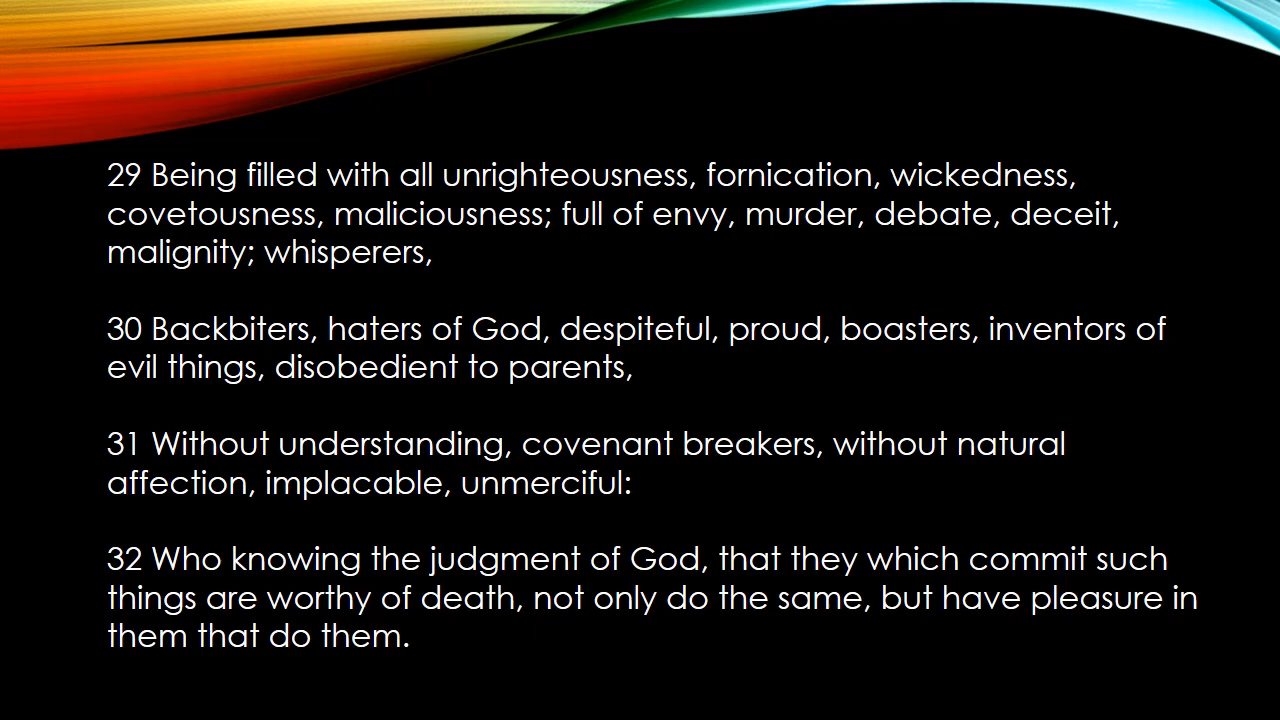 29 Being filled with all unrighteousness, fornication, wickedness,
covetousness, maliciousness; full of envy, murder, debate, deceit,
malignity; whisperers,
30 Backbiters, haters of God, despiteful, proud, boasters, inventors of
evil things, disobedient to parents,
31 Without understanding, covenant breakers, without natural
affection, implacable, unmerciful:
32 Who knowing the judgment of God, that they which commit such
things are worthy of death, not only do the same, but have pleasure in
them that do them.